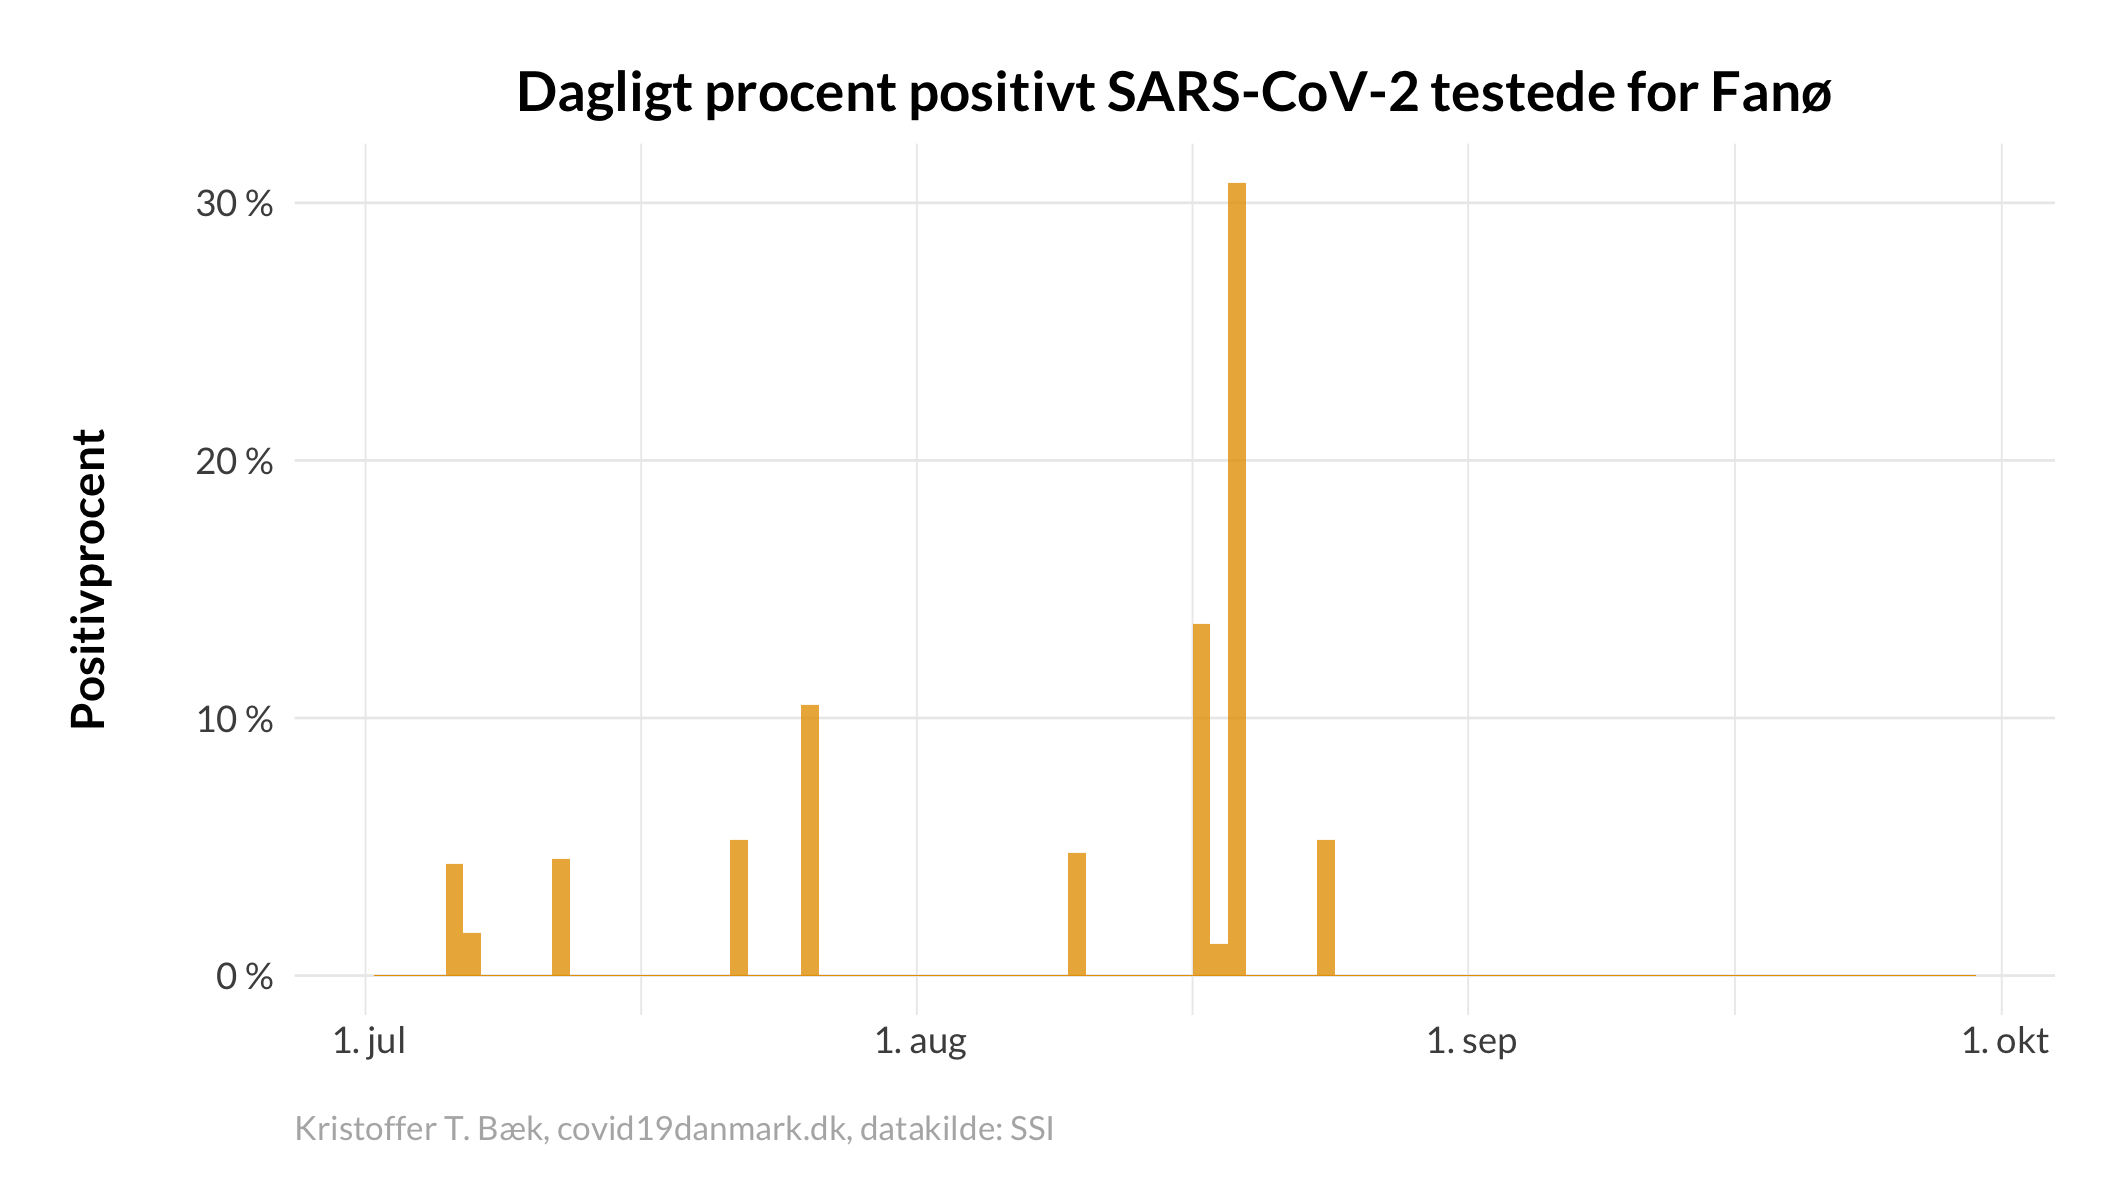 Dagligt procent positivt SARS-CoV-2 testede for Fanø
Positivprocent
30 %
20 %
10 %
0 %
1. jul
1. aug
1. sep
1. okt
Kristoffer T. Bæk, covid19danmark.dk, datakilde: SSI